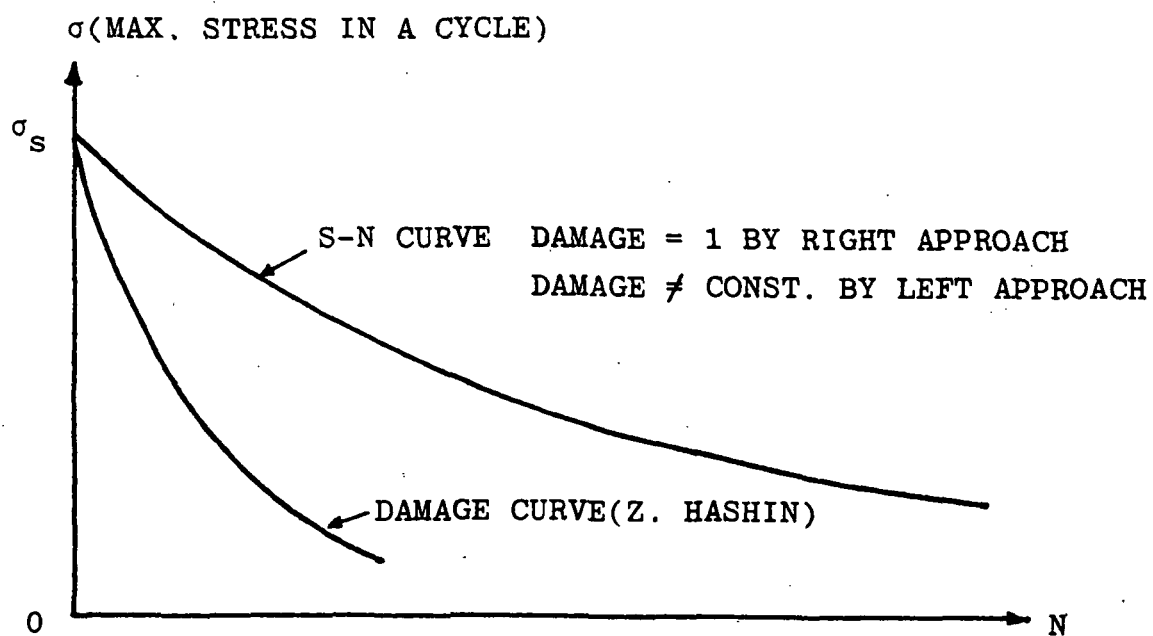 σ(MAX. STRESS IN A CYCLE)
σs
S-N CURVE DAMAGE = 1 BY RIGHT APPROACH
DAMAGE ≠ CONST. BY LEFT APPROACH
DAMAGE CURVE(Z. HASHIN)
0
N